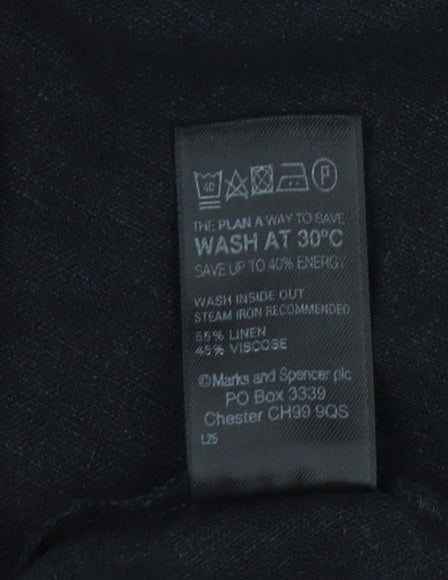 40 P
THE PLAN A WAY TO SAVE
WASH AT 30°C
SAVE UP TO 40% ENERGY
WASH INSIDE OUT
STEAM IRON RECOMMENDED
55% LINEN
45% VISCOSE
©Marks and Spencer plc
PO Box 3339
Chester CH99 9QS
L25